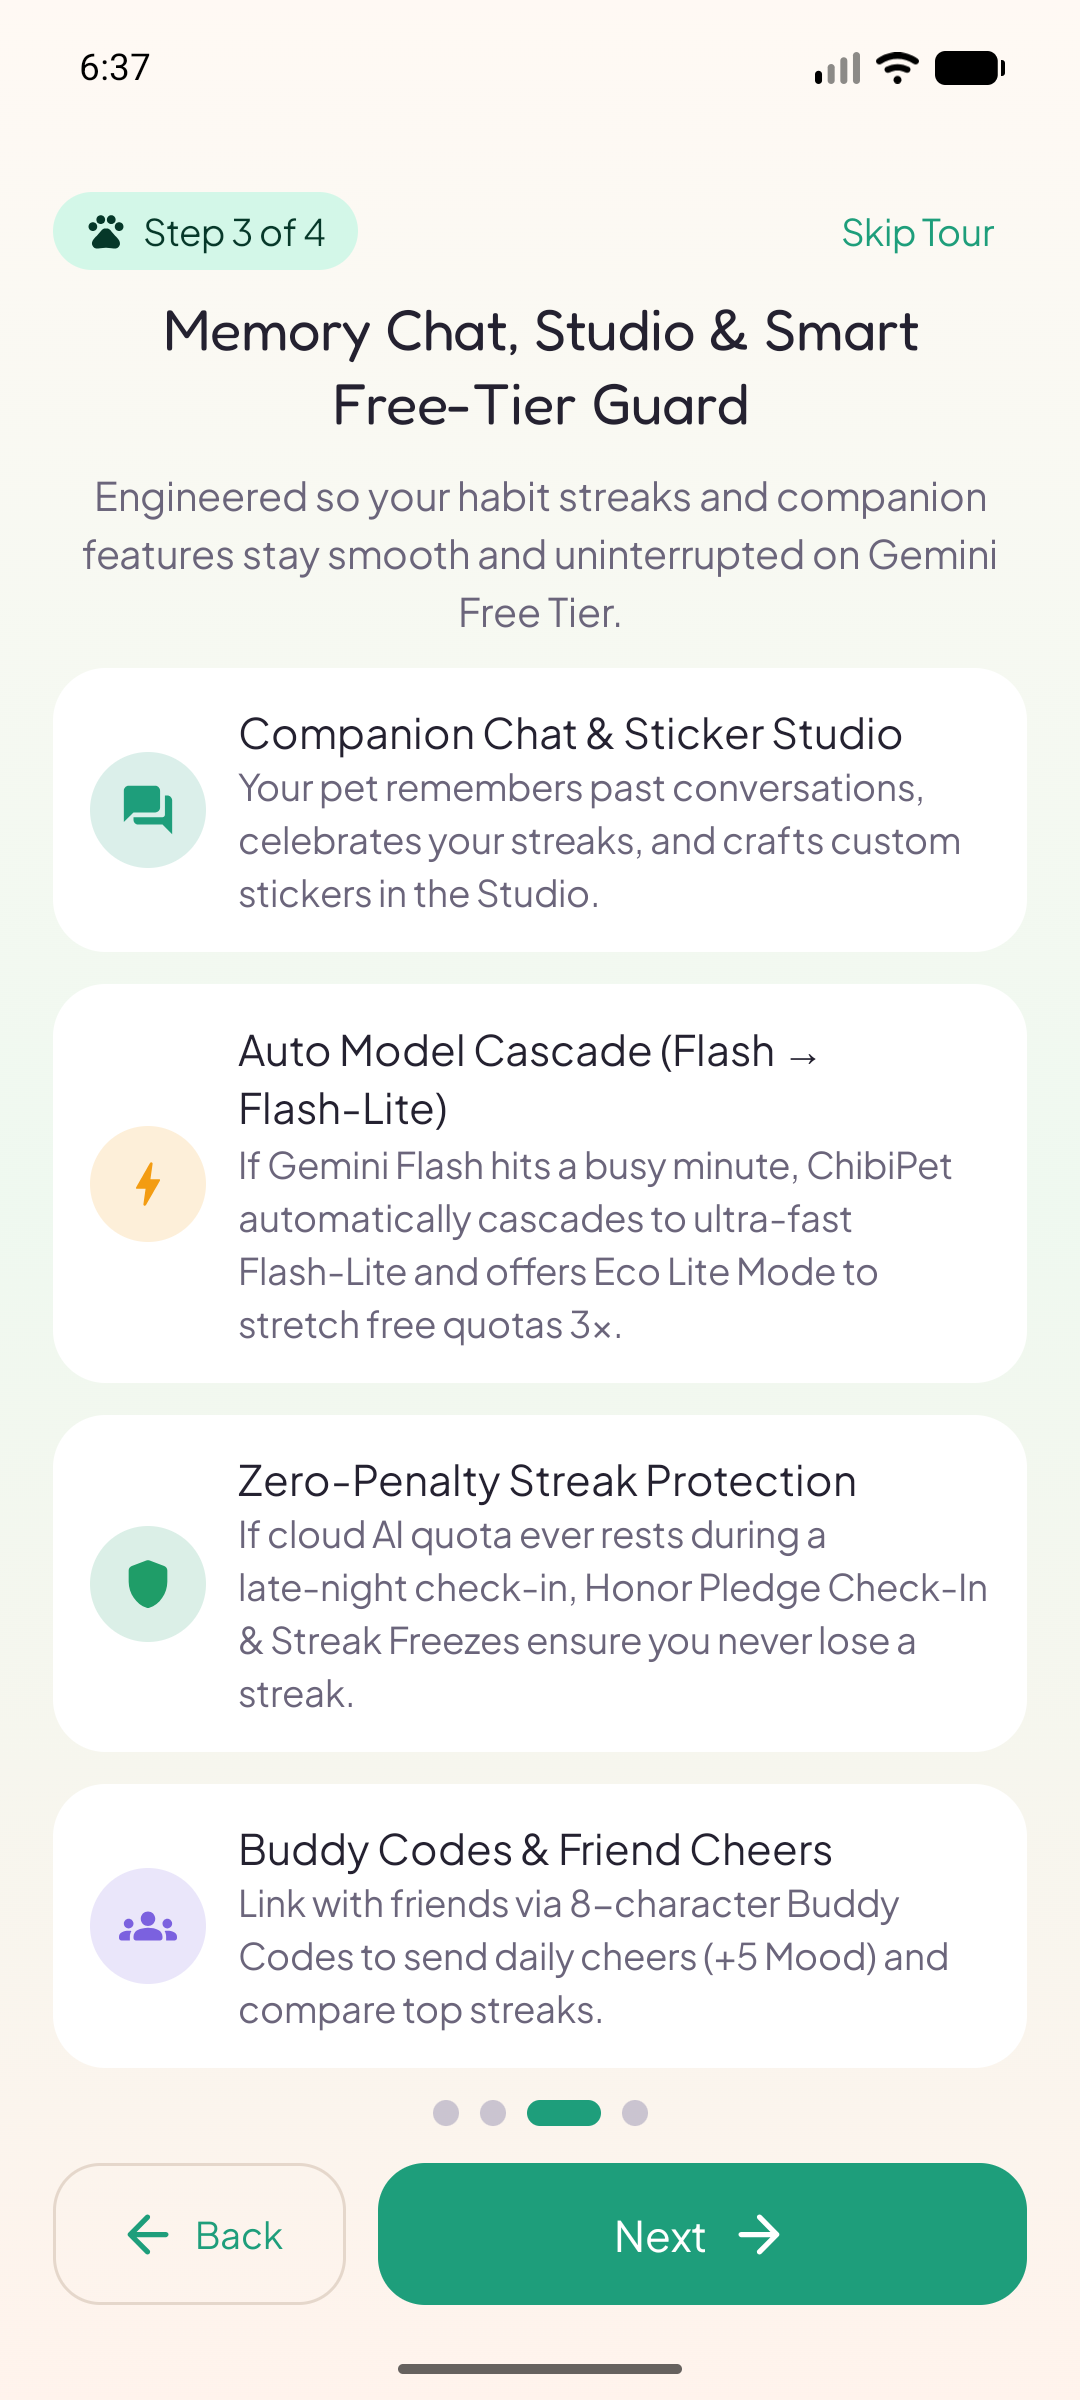 6:37
Step 3 of 4
Skip Tour
Memory Chat, Studio & Smart
Free-Tier Guard
Engineered so your habit streaks and companion
features stay smooth and uninterrupted on Gemini
Free Tier.
Companion Chat & Sticker Studio
Your pet remembers past conversations,
celebrates your streaks, and crafts custom
stickers in the Studio.
Auto Model Cascade (Flash →
Flash-Lite)
If Gemini Flash hits a busy minute, ChibiPet
automatically cascades to ultra-fast
Flash-Lite and offers Eco Lite Mode to
stretch free quotas 3×.
Zero-Penalty Streak Protection
If cloud AI quota ever rests during a
late-night check-in, Honor Pledge Check-In
& Streak Freezes ensure you never lose a
streak.
Buddy Codes & Friend Cheers
Link with friends via 8-character Buddy
Codes to send daily cheers (+5 Mood) and
compare top streaks.
Back
Next